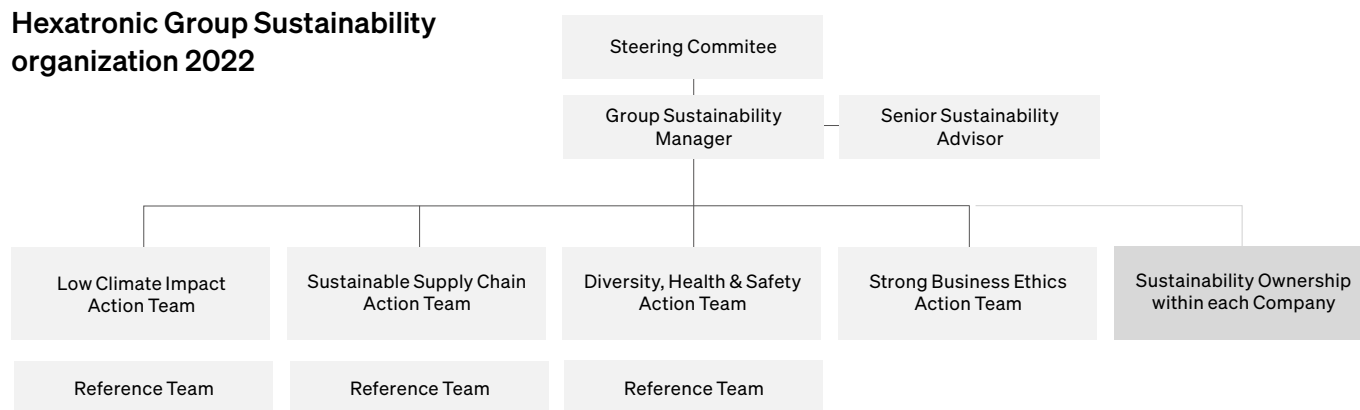 Hexatronic Group Sustainability
organization 2022
Steering Commitee
Group Sustainability
Manager
Senior Sustainability
Advisor
Low Climate Impact
Action Team
Sustainable Supply Chain
Action Team
Diversity, Health & Safety
Action Team
Strong Business Ethics
Action Team
Sustainability Ownership
within each Company
Reference Team
Reference Team
Reference Team